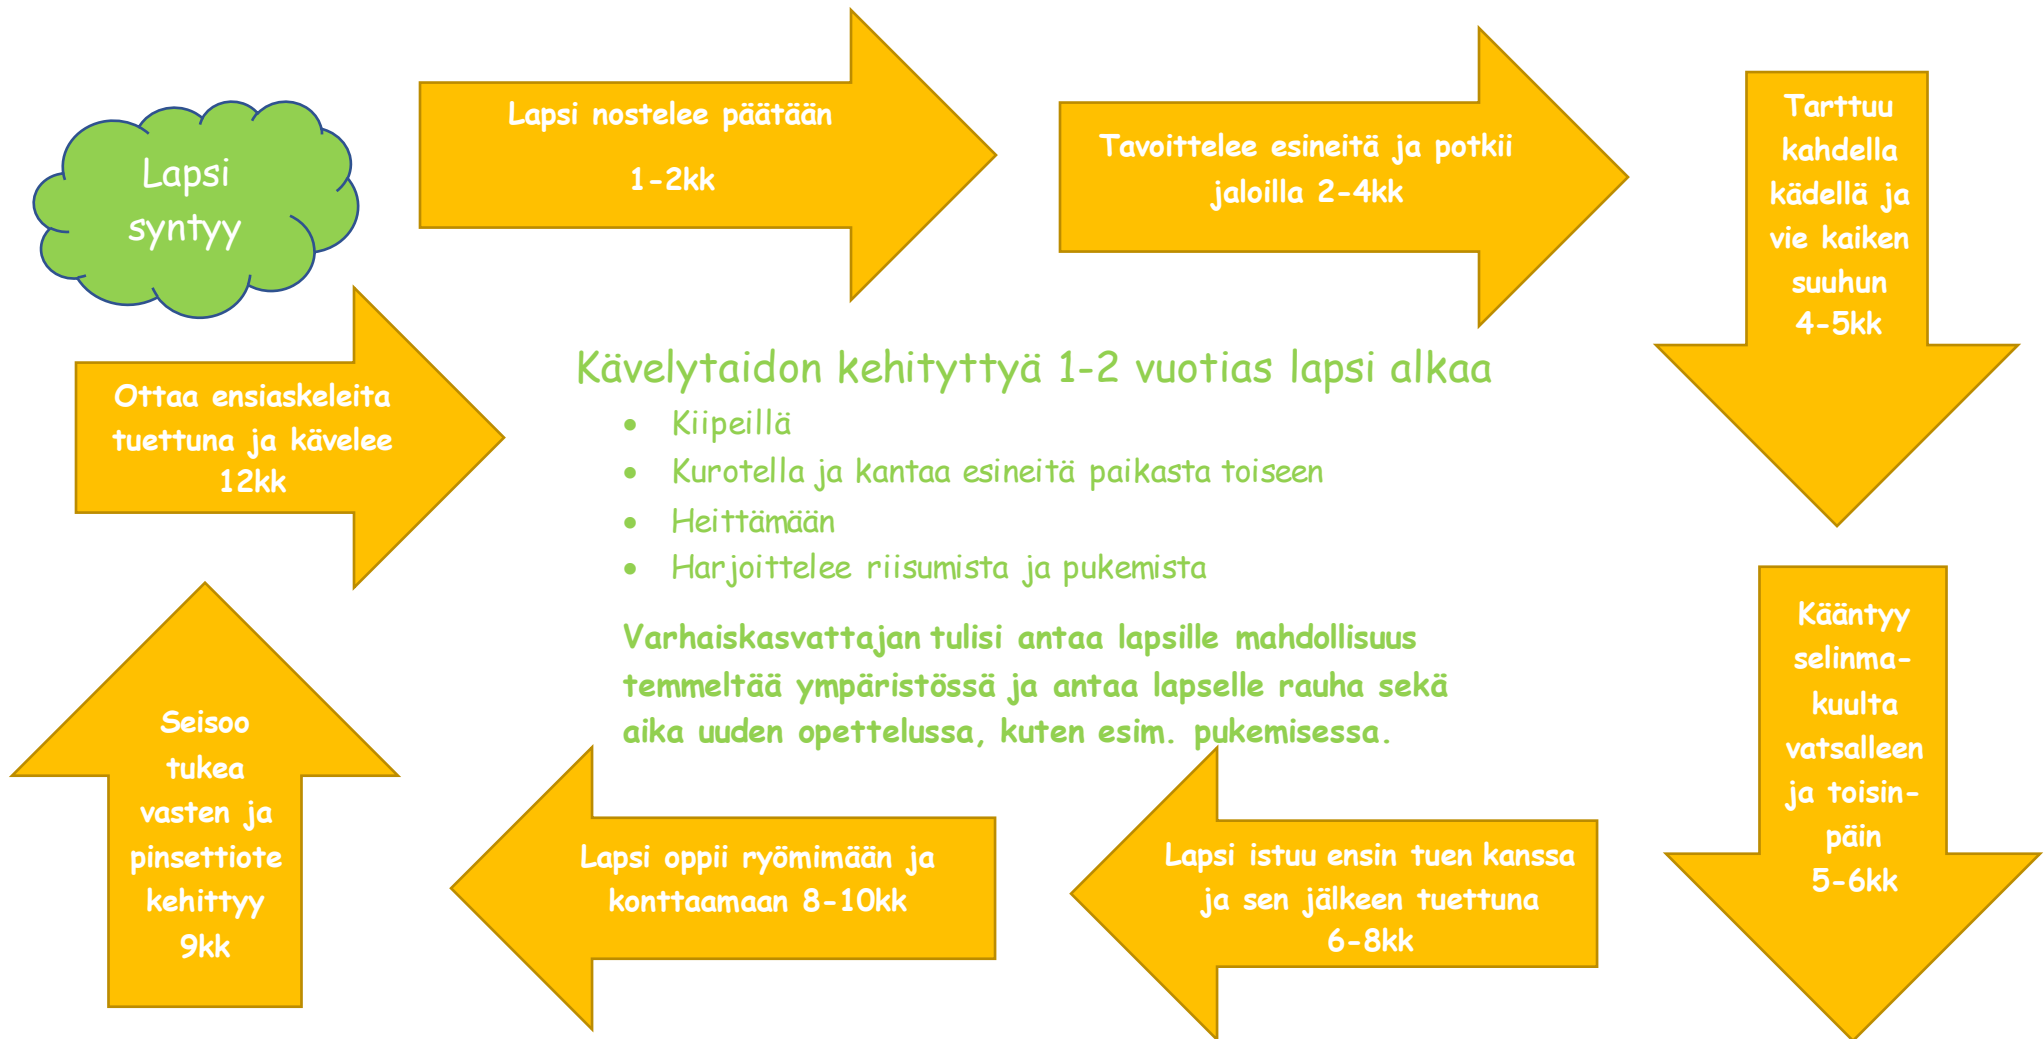 Lapsi
syntyy
Lapsi nostelee päätään
1-2kk
Tavoittelee esineitä ja potkii
jaloilla 2-4kk
Tarttuu
kahdella
kädellä ja
vie kaiken
suuhun
4-5kk
Kääntyy
selinma-
kuulta
vatsalleen
ja toisin-
päin
5-6kk
Lapsi istuu ensin tuen kanssa
ja sen jälkeen tuettuna
6-8kk
Lapsi oppii ryömimään ja
konttaamaan 8-10kk
Seisoo
tukea
vasten ja
pinsettiote
kehittyy
9kk
Ottaa ensiaskeleita
tuettuna ja kävelee
12kk
Kävelytaidon kehityttyä 1-2 vuotias lapsi alkaa
• Kiipeillä
• Kurotella ja kantaa esineitä paikasta toiseen
• Heittämään
• Harjoittelee riisumista ja pukemista
Varhaiskasvattajan tulisi antaa lapsille mahdollisuus
temmeltää ympäristössä ja antaa lapselle rauha sekä
aika uuden opettelussa, kuten esim. pukemisessa.